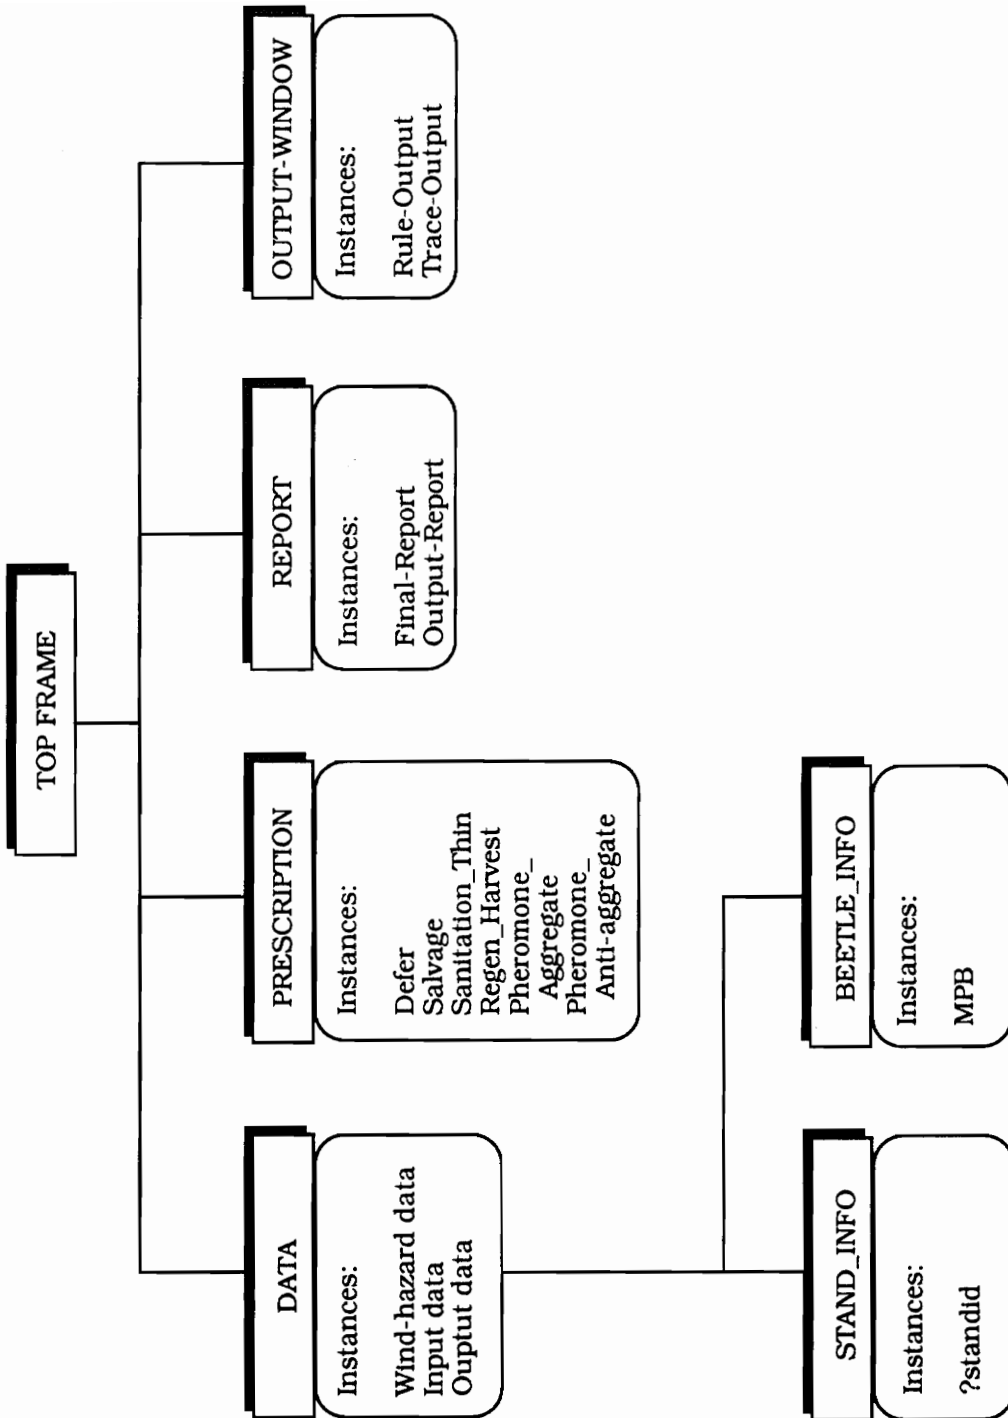 TOP FRAME
DATA
Instances:
Wind-hazard data
Input data
Ouptut data
PRESCRIPTION
Instances:
Defer
Salvage
Sanitation_Thin
Regen_Harvest
Pheromone_
Aggregate
Pheromone_
Anti-aggregate
REPORT
Instances:
Final-Report
Output-Report
OUTPUT-WINDOW
Instances:
Rule-Output
Trace-Output
STAND_INFO
Instances:
?standid
BEETLE_INFO
Instances:
MPB